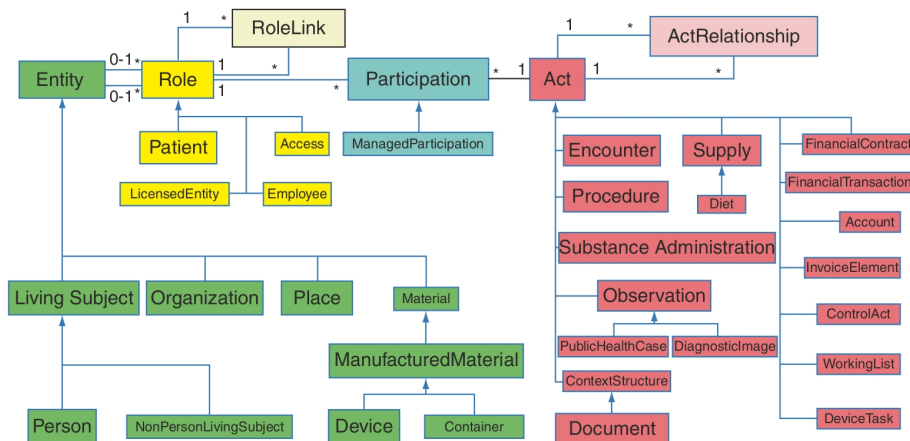 1
*
RoleLink
1
*
ActRelationship
0-1
*
1
*
1
*
Entity
Role
Participation
*
1
Act
0-1
*
1
*
Patient
Access
ManagedParticipation
Encounter
Supply
FinancialContract
LicensedEntity
Employee
Procedure
Diet
FinancialTransaction
Account
Substance Administration
InvoiceElement
Living Subject
Organization
Place
Material
Observation
ControlAct
ManufacturedMaterial
PublicHealthCase
DiagnosticImage
WorkingList
ContextStructure
Person
NonPersonLivingSubject
Device
Container
Document
DeviceTask